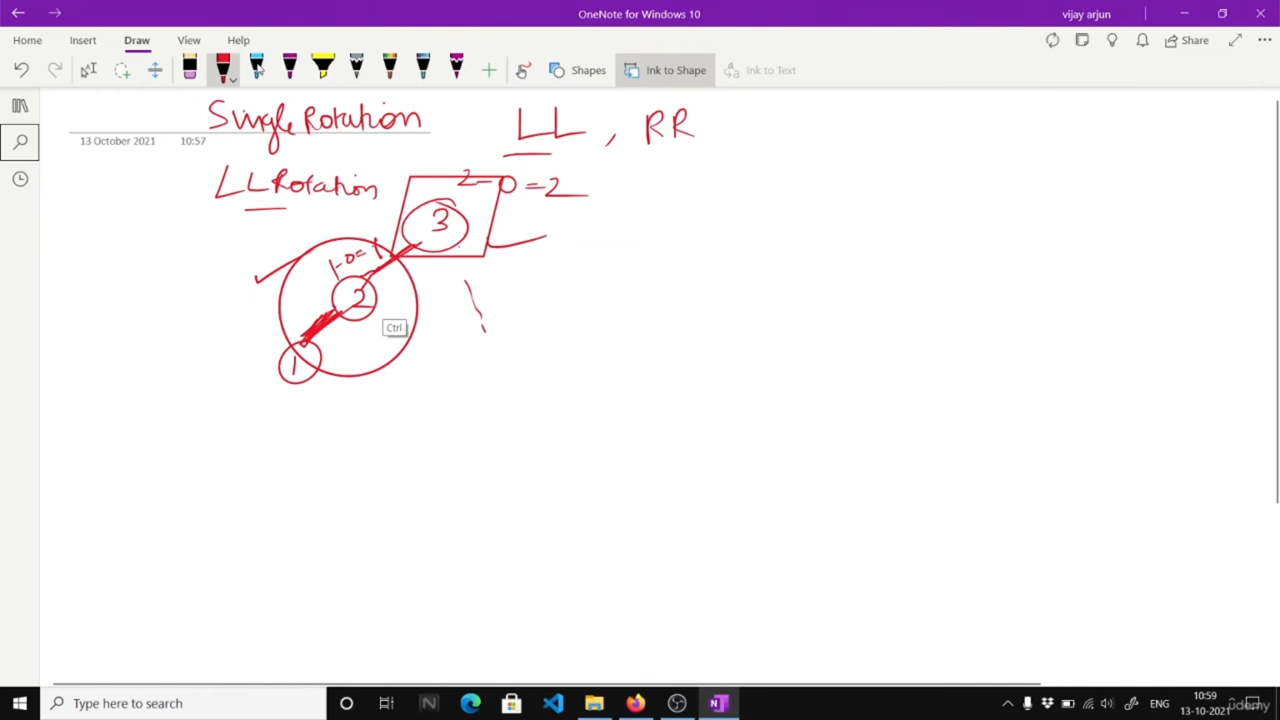 OneNote for Windows 10
vijay arjun
Home
Insert
Draw
View
Help
Share
Shapes
Ink to Shape
Ink to Text
Single Rotation
LL , RR
13 October 2021
10:57
LL Rotation
2-0=2
3
1-0=1
2
Ctrl
1
Type here to search
ENG
10:59
13-10-2021
udemy